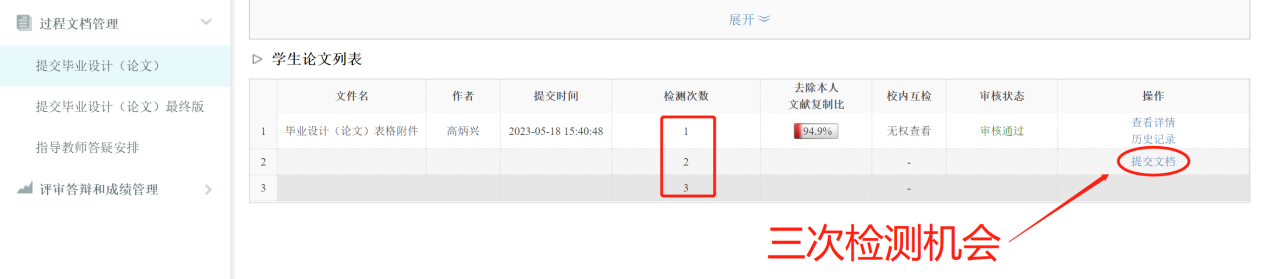 过程文档管理
提交毕业设计（论文）
提交毕业设计（论文）最终版
指导教师答疑安排
评审答辩和成绩管理
展开
学生论文列表
文件名 作者 提交时间 检测次数 去除本人文献复制比 校内互检 审核状态 操作
1 毕业设计（论文）表格附件 高炳兴 2023-05-18 15:40:48 1 94.9% 无权查看 审核通过 查看详情
历史记录
2 2 - 提交文档
3 3 -
三次检测机会